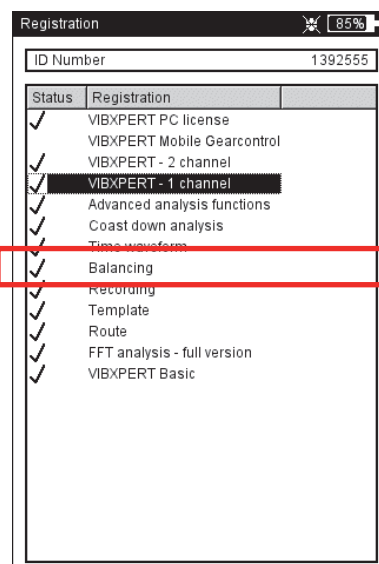 Registration 85%
ID Number 1392555
Status Registration
VIBXPERT PC license
VIBXPERT Mobile Gearcontrol
VIBXPERT - 2 channel
VIBXPERT - 1 channel
Advanced analysis functions
Coast down analysis
Time waveform
Balancing
Recording
Template
Route
FFT analysis - full version
VIBXPERT Basic